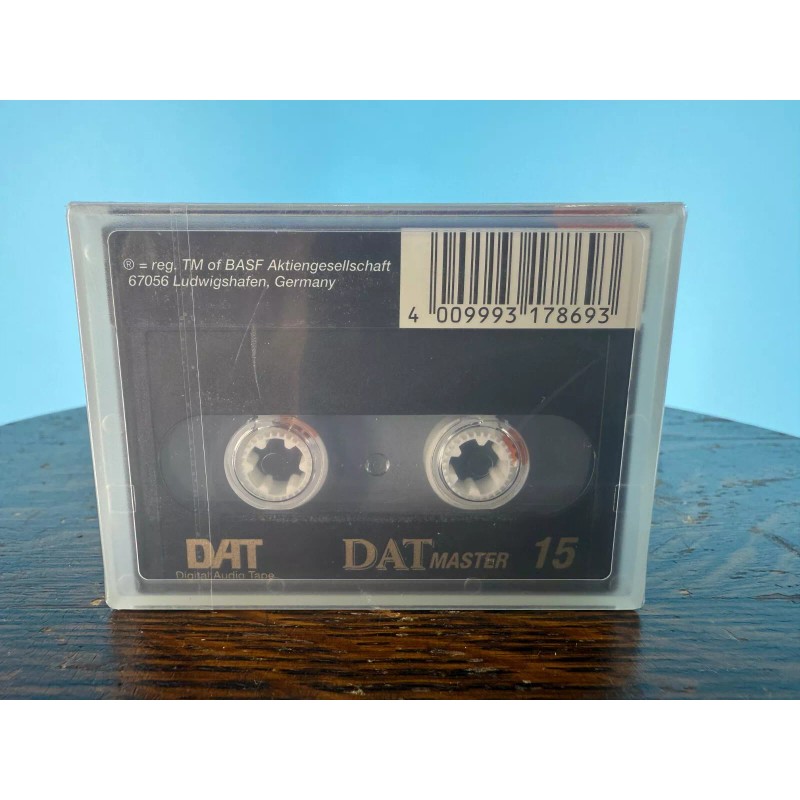 ® = reg. TM of BASF Aktiengesellschaft
67056 Ludwigshafen, Germany
4 009993 178693
DAT
Digital Audio Tape
DAT MASTER 15